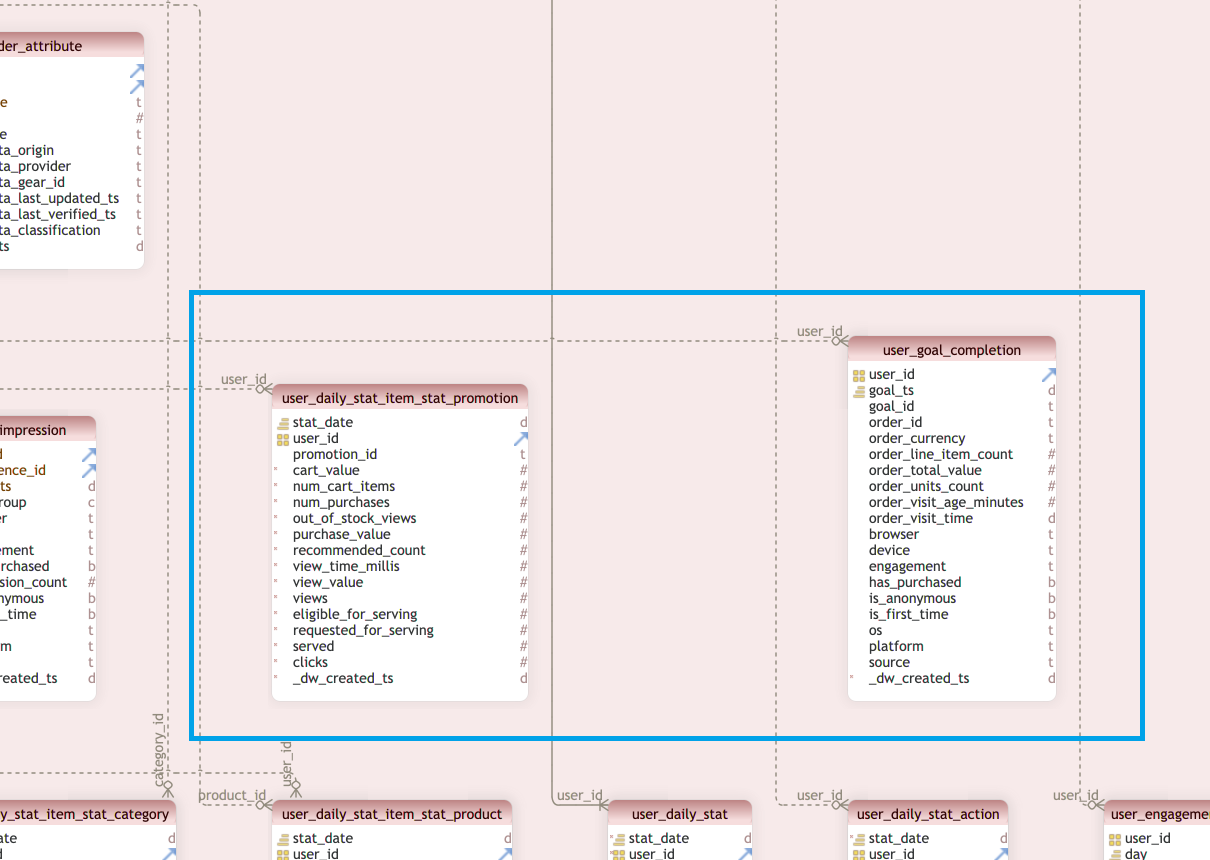 der_attribute
e
t
#
e
t
ta_origin
t
ta_provider
t
ta_gear_id
t
ta_last_updated_ts
t
ta_last_verified_ts
t
ta_classification
t
ts
d
user_id
user_goal_completion
user_id
goal_ts
d
goal_id
t
order_id
t
order_currency
t
order_line_item_count
#
order_total_value
#
order_units_count
#
order_visit_age_minutes
#
order_visit_time
d
browser
t
device
t
engagement
t
has_purchased
b
is_anonymous
b
is_first_time
b
os
t
platform
t
source
t
_dw_created_ts
d
user_id
user_daily_stat_item_stat_promotion
stat_date
d
user_id
promotion_id
t
cart_value
#
num_cart_items
#
num_purchases
#
out_of_stock_views
#
purchase_value
#
recommended_count
#
view_time_millis
#
view_value
#
views
#
eligible_for_serving
#
requested_for_serving
#
served
#
clicks
#
_dw_created_ts
d
impression
d
ence_id
ts
d
roup
c
er
t
t
ement
t
rchased
b
sion_count
#
nymous
b
_time
b
t
m
t
t
reated_ts
d
category_id
user_id
product_id
user_id
user_id
user_id
y_stat_item_stat_category
ate
d
d
user_daily_stat_item_stat_product
stat_date
d
user_id
user_daily_stat
stat_date
d
user_id
user_daily_stat_action
stat_date
d
user_id
user_engageme
user_id
day